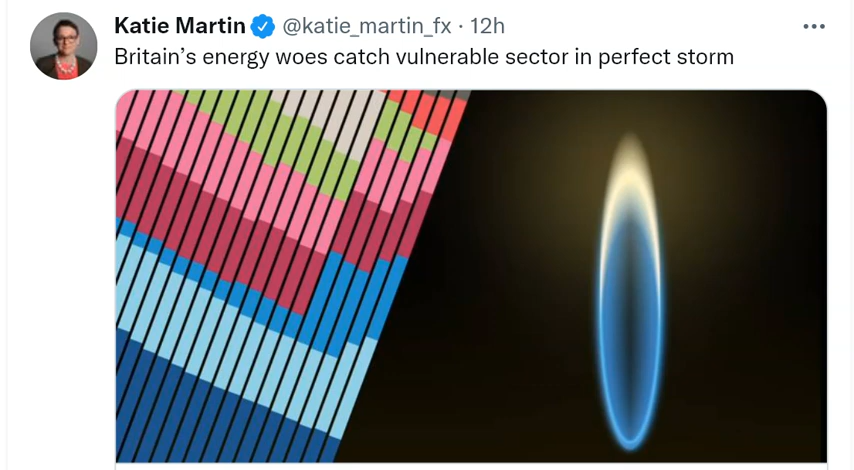 Katie Martin @katie_martin_fx · 12h
Britain’s energy woes catch vulnerable sector in perfect storm